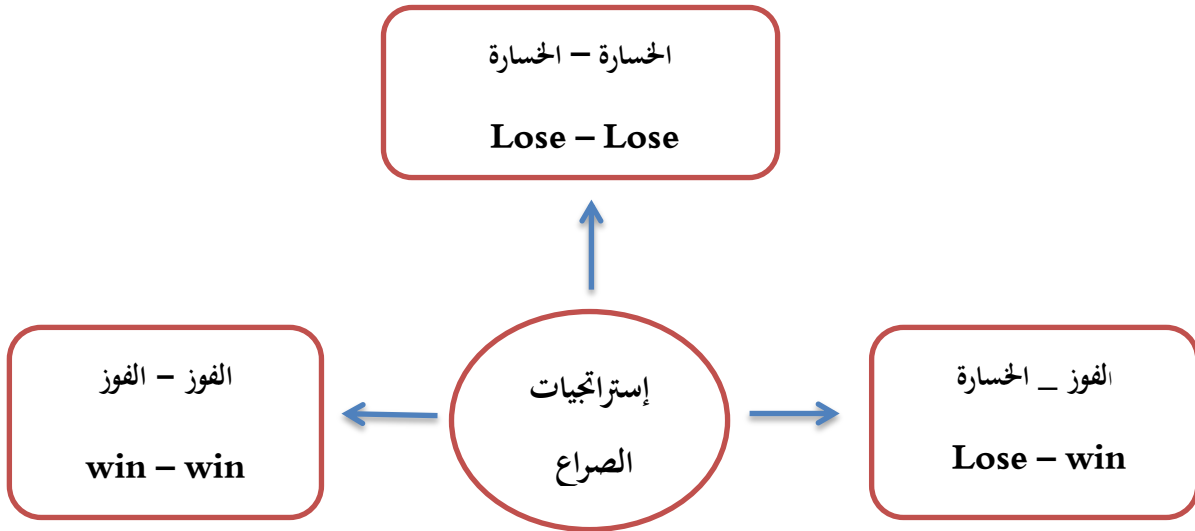 الخسارة – الخسارة
Lose – Lose
الفوز _ الخسارة
Lose – win
إستراتجيات
الصراع
الفوز – الفوز
win – win